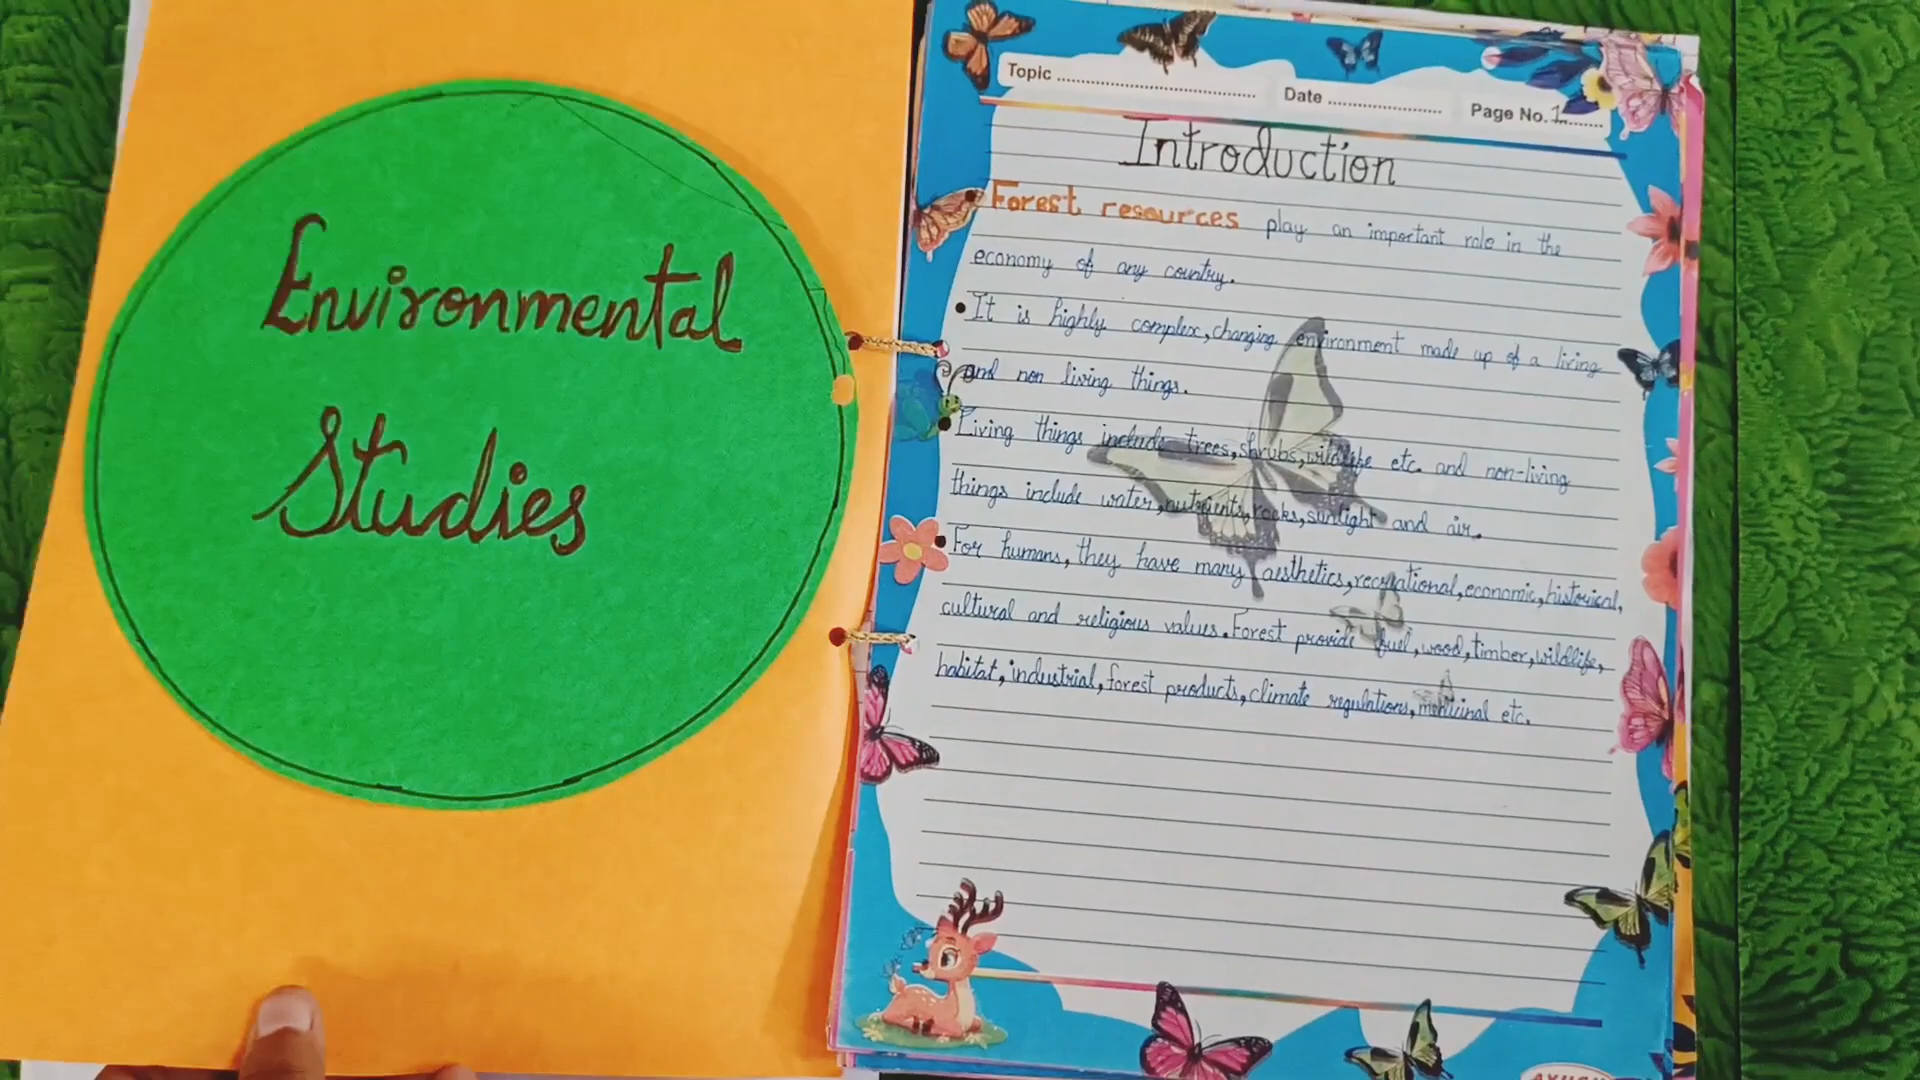 Environmental
Studies
Topic ........................ Date .................... Page No. 1
Introduction
• Forest resources play an important role in the
economy of any country.
• It is highly complex, changing environment made up of a living
and non living things.
• Living things include trees, shrubs, wildlife etc. and non-living
things include water, nutrients, rocks, sunlight and air.
• For humans, they have many aesthetics, recreational, economic, historical,
cultural and religious values. Forest provide fuel, wood, timber, wildlife,
habitat, industrial, forest products, climate regulations, medicinal etc.